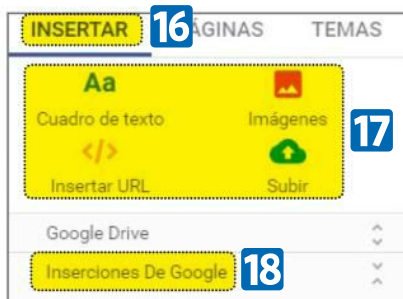 INSERTAR 16 ÁGINAS TEMAS
Aa
Cuadro de texto Imágenes 17
</>
Insertar URL Subir
Google Drive
Inserciones De Google 18